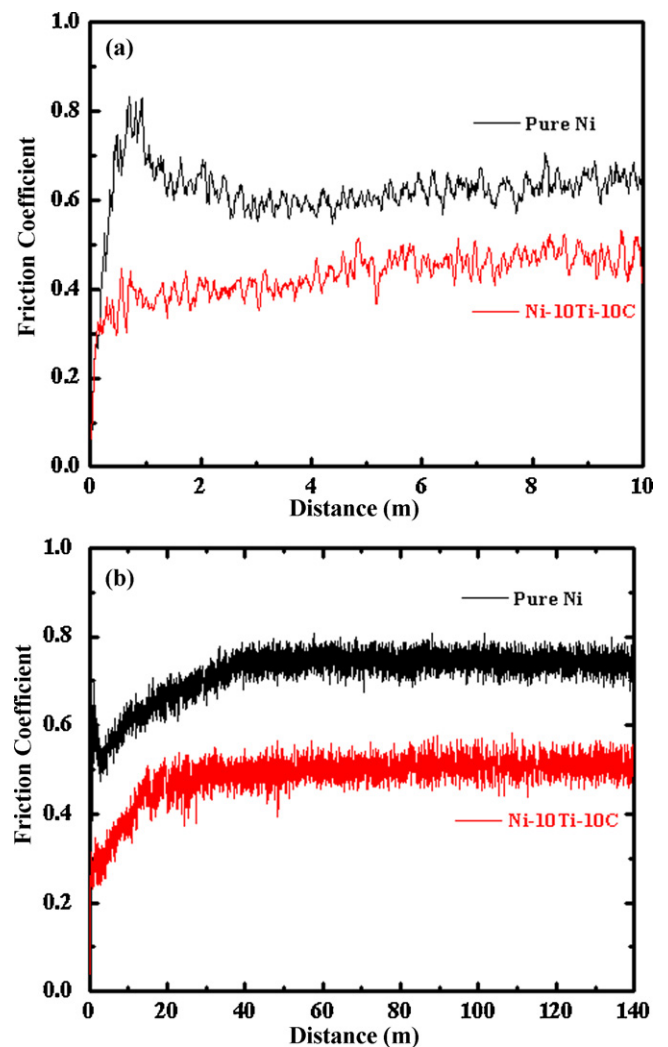 (a)
1.0
0.8
0.6
0.4
0.2
0.0
Friction Coefficient
Pure Ni
Ni-10Ti-10C
0 2 4 6 8 10
Distance (m)
(b)
1.0
0.8
0.6
0.4
0.2
0.0
Friction Coefficient
Pure Ni
Ni-10Ti-10C
0 20 40 60 80 100 120 140
Distance (m)